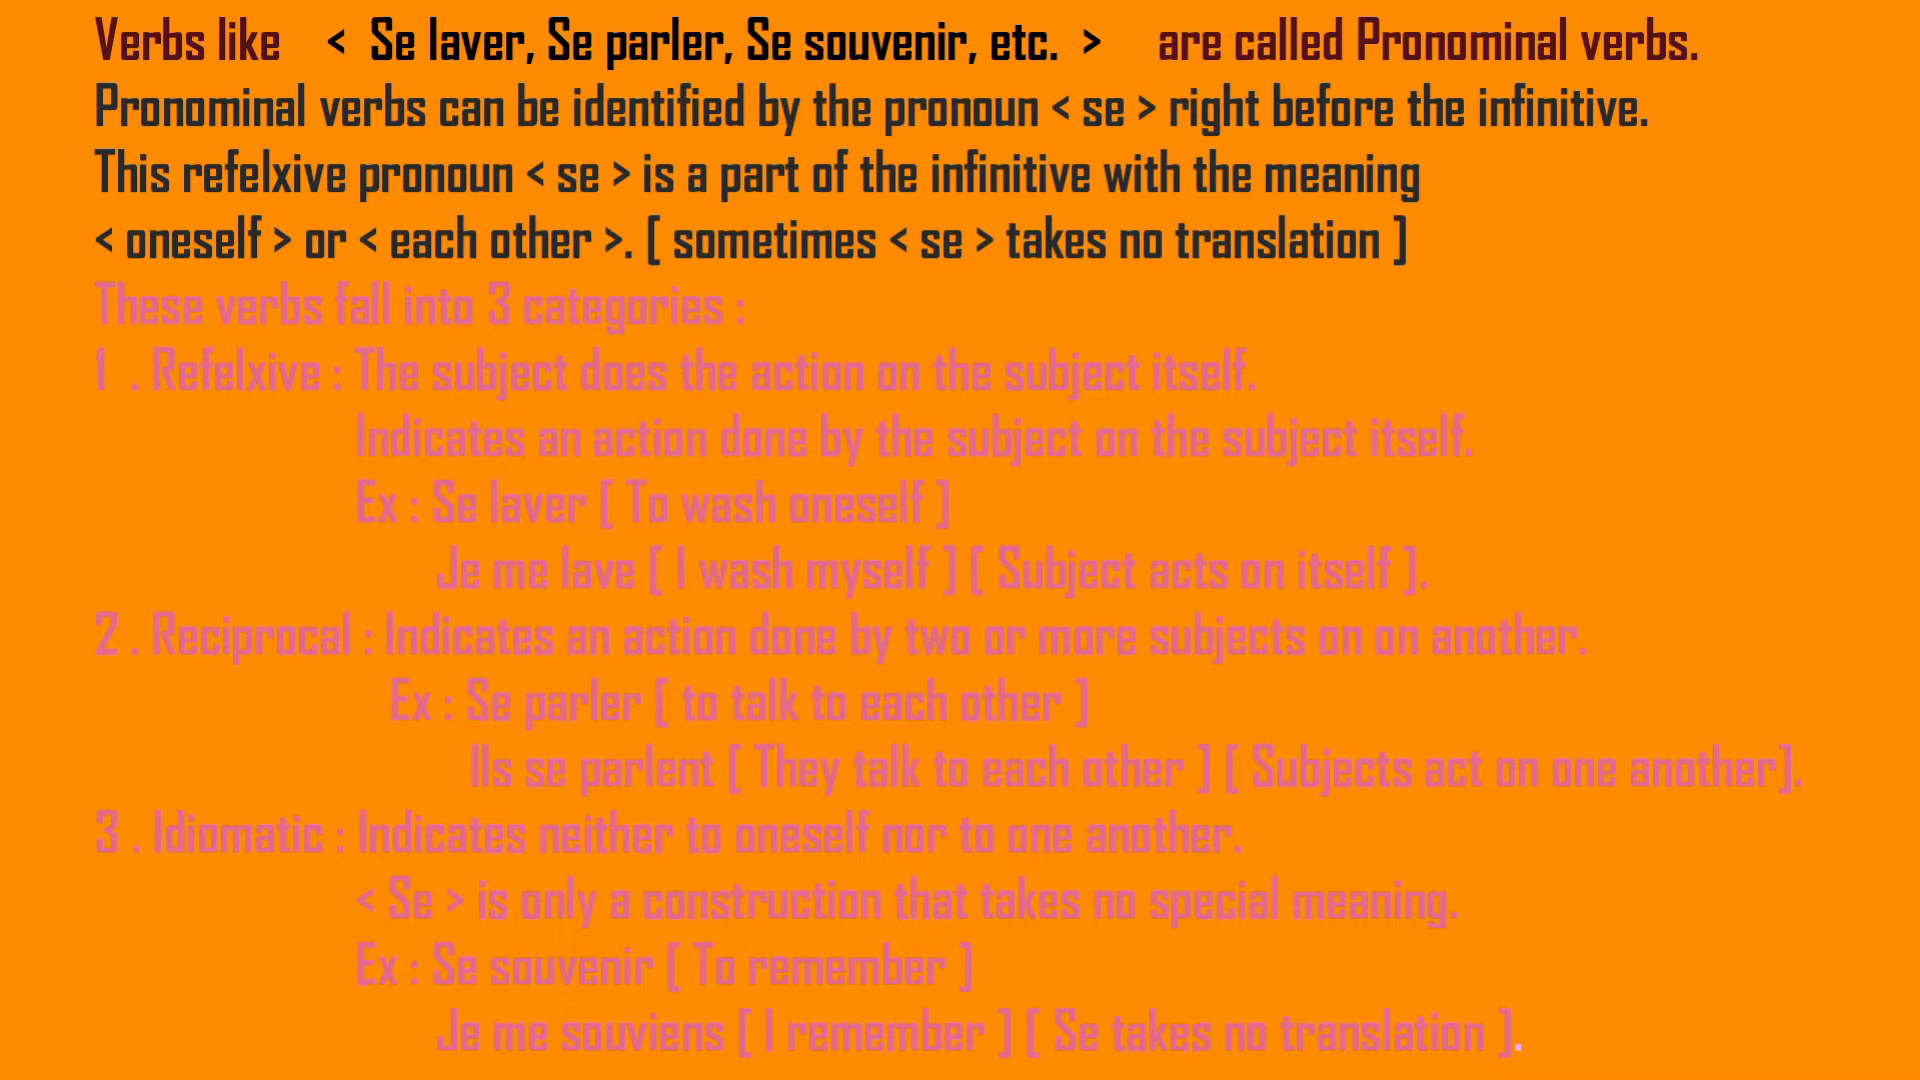 Verbs like < Se laver, Se parler, Se souvenir, etc. > are called Pronominal verbs.
Pronominal verbs can be identified by the pronoun < se > right before the infinitive.
This refelxive pronoun < se > is a part of the infinitive with the meaning
< oneself > or < each other >. [ sometimes < se > takes no translation ]
These verbs fall into 3 categories :
1 . Refelxive : The subject does the action on the subject itself.
Indicates an action done by the subject on the subject itself.
Ex : Se laver [ To wash oneself ]
Je me lave [ I wash myself ] [ Subject acts on itself ].
2 . Reciprocal : Indicates an action done by two or more subjects on on another.
Ex : Se parler [ to talk to each other ]
Ils se parlent [ They talk to each other ] [ Subjects act on one another].
3 . Idiomatic : Indicates neither to oneself nor to one another.
< Se > is only a construction that takes no special meaning.
Ex : Se souvenir [ To remember ]
Je me souviens [ I remember ] [ Se takes no translation ].